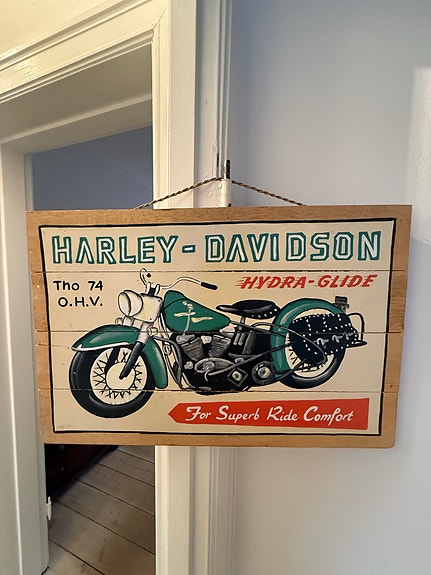 HARLEY-DAVIDSON
HYDRA-GLIDE
Tho 74
O.H.V.
For Superb Ride Comfort